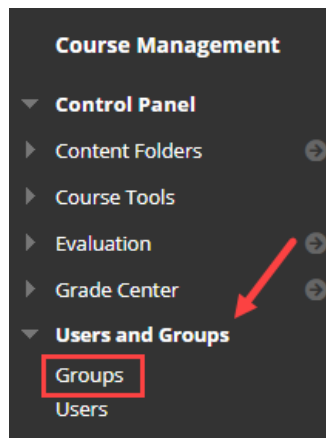 Course Management
Control Panel
Content Folders
Course Tools
Evaluation
Grade Center
Users and Groups
Groups
Users